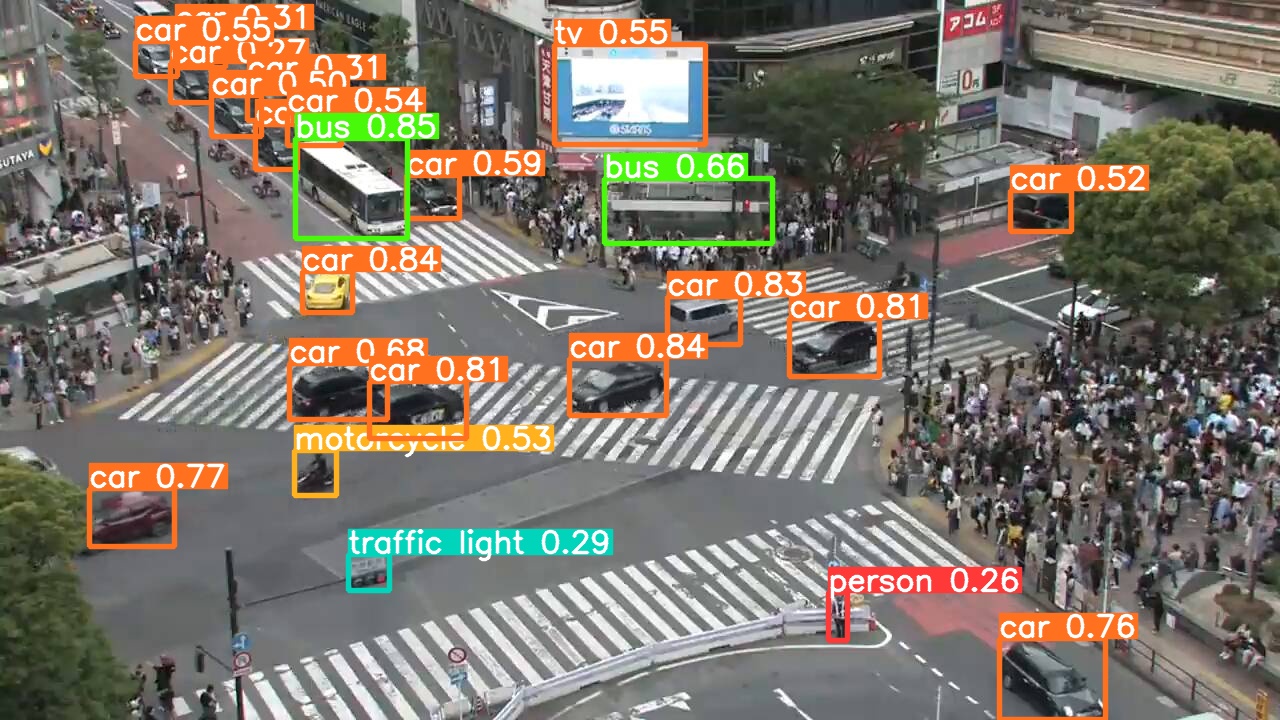 car 0.31
car 0.55
AMERICAN EAGLE
tv 0.55
アコム
car 0.27
car 0.31
car 0.50
car 0.54
bus 0.85
car 0.59
bus 0.66
car 0.52
SUTAYA
car 0.84
car 0.83
car 0.81
car 0.68
car 0.84
car 0.81
motorcycle 0.53
car 0.77
traffic light 0.29
person 0.26
car 0.76